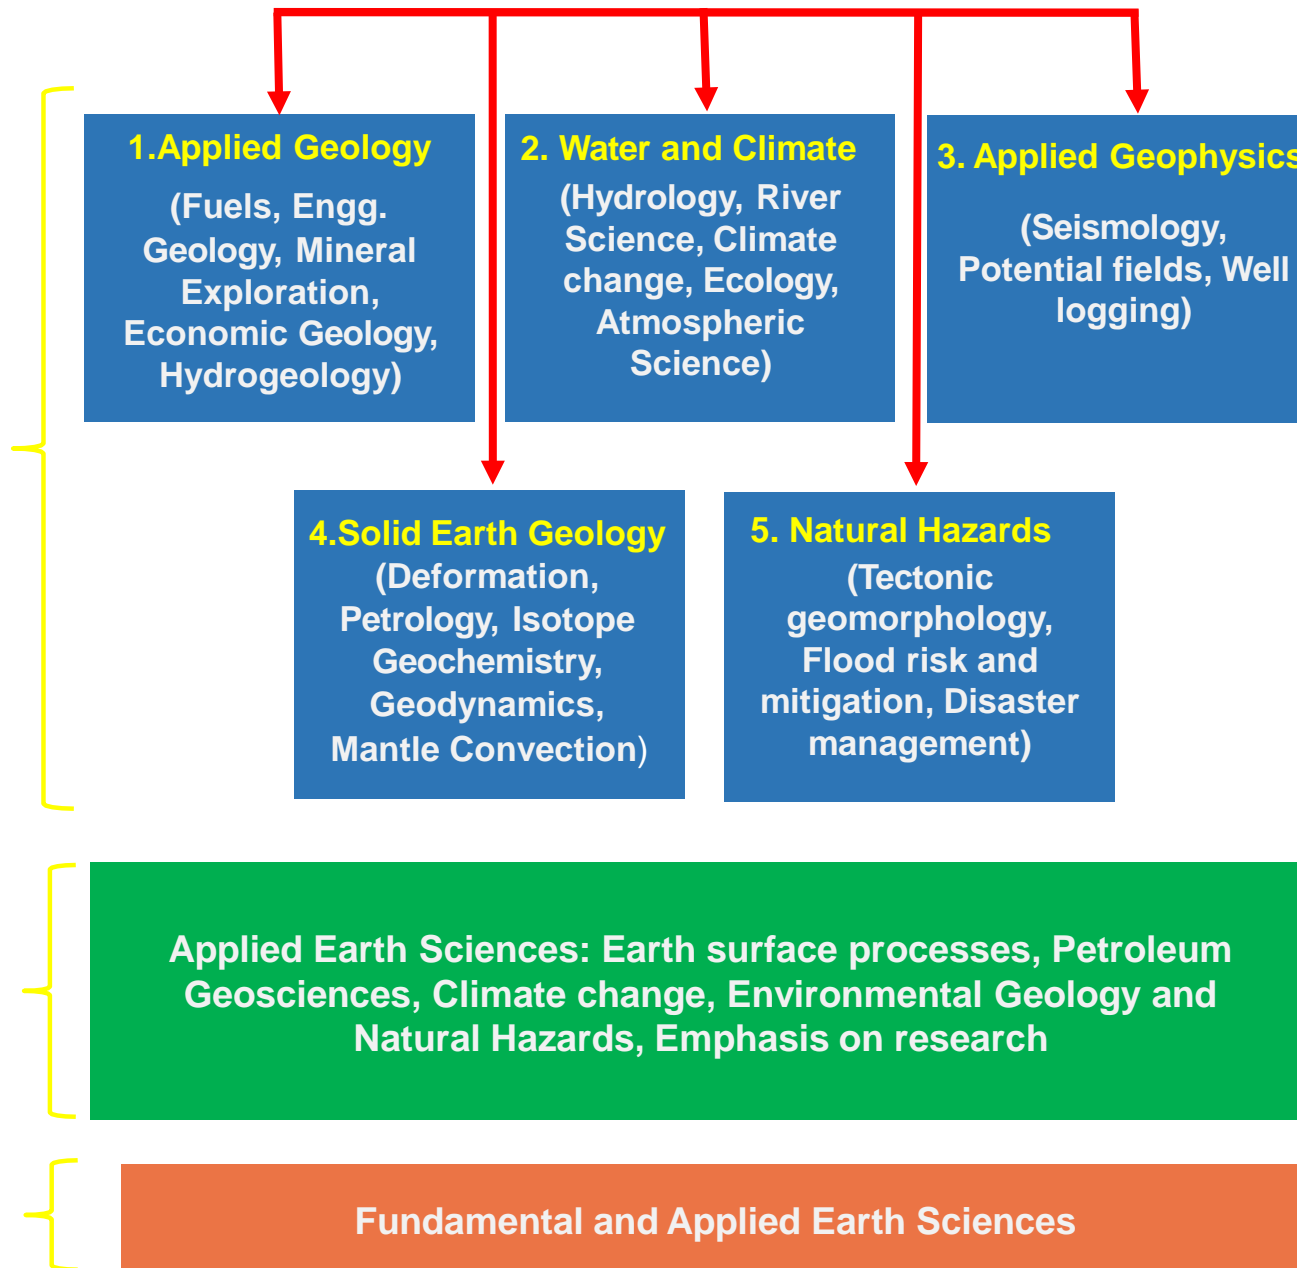 1.Applied Geology
(Fuels, Engg.
Geology, Mineral
Exploration,
Economic Geology,
Hydrogeology)
2. Water and Climate
(Hydrology, River
Science, Climate
change, Ecology,
Atmospheric
Science)
3. Applied Geophysics
(Seismology,
Potential fields, Well
logging)
4.Solid Earth Geology
(Deformation,
Petrology, Isotope
Geochemistry,
Geodynamics,
Mantle Convection)
5. Natural Hazards
(Tectonic
geomorphology,
Flood risk and
mitigation, Disaster
management)
Applied Earth Sciences: Earth surface processes, Petroleum
Geosciences, Climate change, Environmental Geology and
Natural Hazards, Emphasis on research
Fundamental and Applied Earth Sciences